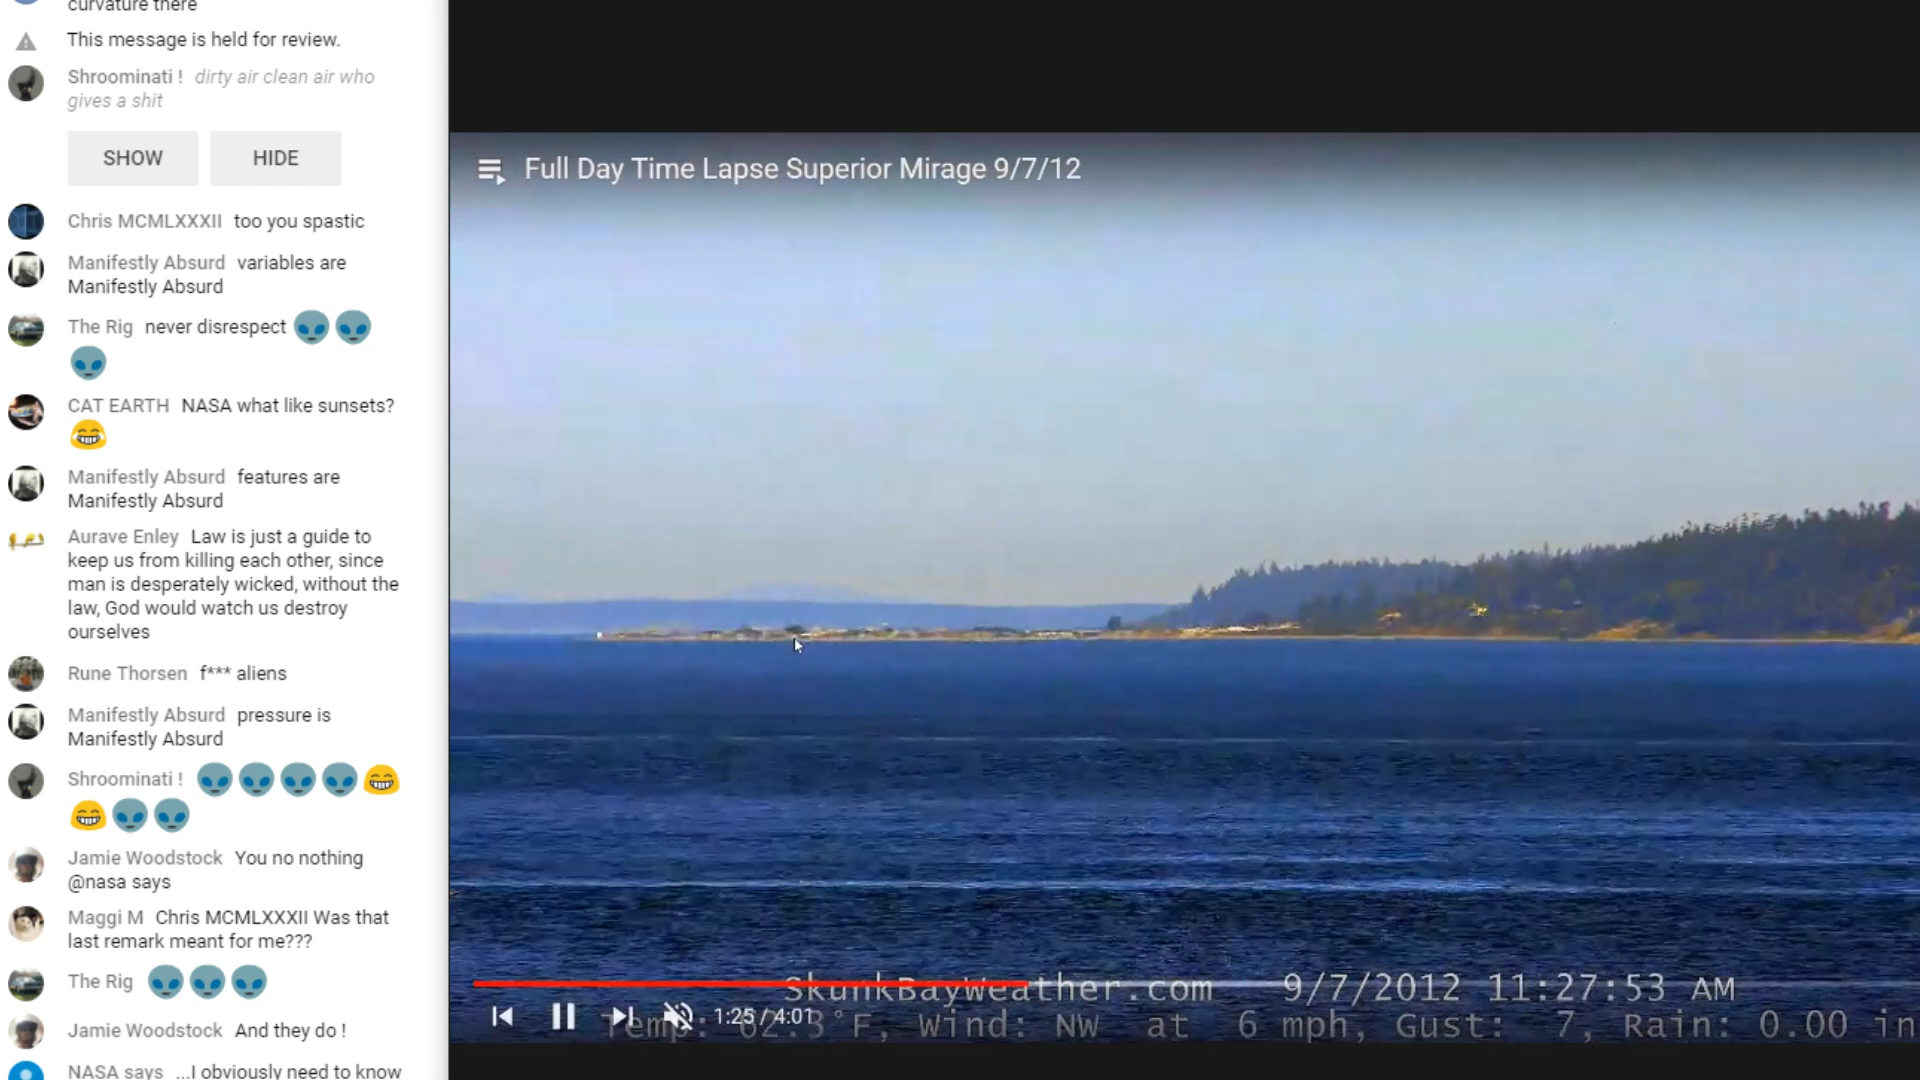 curvature there
This message is held for review.
Shroominati ! dirty air clean air who
gives a shit
SHOW HIDE
Chris MCMLXXXII too you spastic
Manifestly Absurd variables are
Manifestly Absurd
The Rig never disrespect
CAT EARTH NASA what like sunsets?
Manifestly Absurd features are
Manifestly Absurd
Aurave Enley Law is just a guide to
keep us from killing each other, since
man is desperately wicked, without the
law, God would watch us destroy
ourselves
Rune Thorsen f*** aliens
Manifestly Absurd pressure is
Manifestly Absurd
Shroominati !
Jamie Woodstock You no nothing
@nasa says
Maggi M Chris MCMLXXXII Was that
last remark meant for me???
The Rig
Jamie Woodstock And they do !
NASA says ...I obviously need to know
Full Day Time Lapse Superior Mirage 9/7/12
SkunkBayWeather.com 9/7/2012 11:27:53 AM
1:25 / 4:01
Temp: 62.3°F, Wind: NW at 6 mph, Gust: 7, Rain: 0.00 in